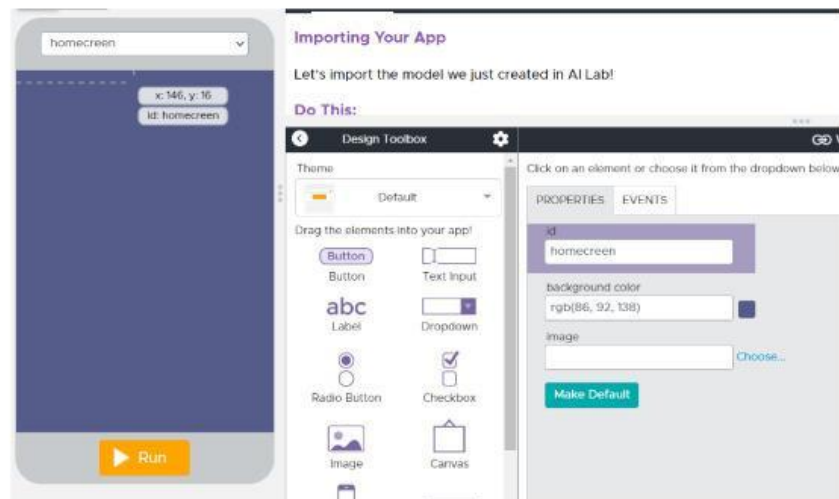 homecreen
x: 146, y: 16
id: homecreen
Run
Importing Your App
Let's import the model we just created in AI Lab!
Do This:
Design Toolbox
Theme
Default
Drag the elements into your app!
Button
Button
Text Input
abc
Label
Dropdown
Radio Button
Checkbox
Image
Canvas
Click on an element or choose it from the dropdown below
PROPERTIES
EVENTS
id
homecreen
background color
rgb(86, 92, 138)
image
Choose...
Make Default